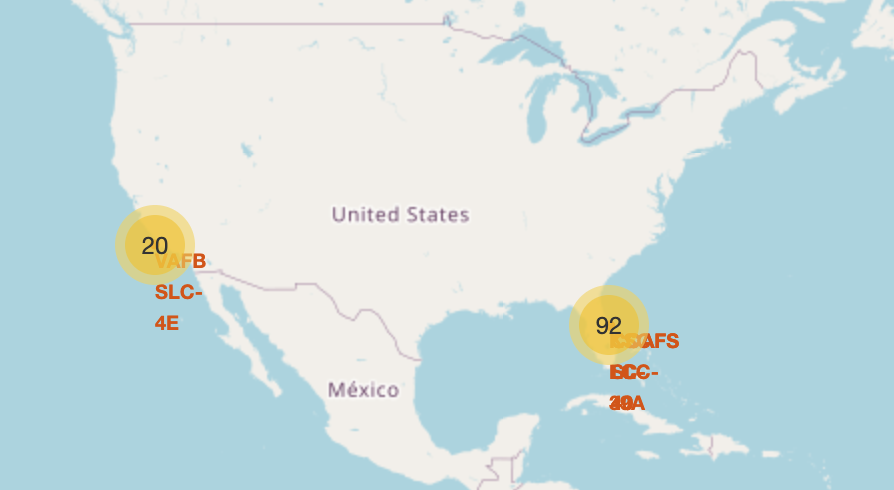 United States
20
VAFB
SLC-
4E
92
México